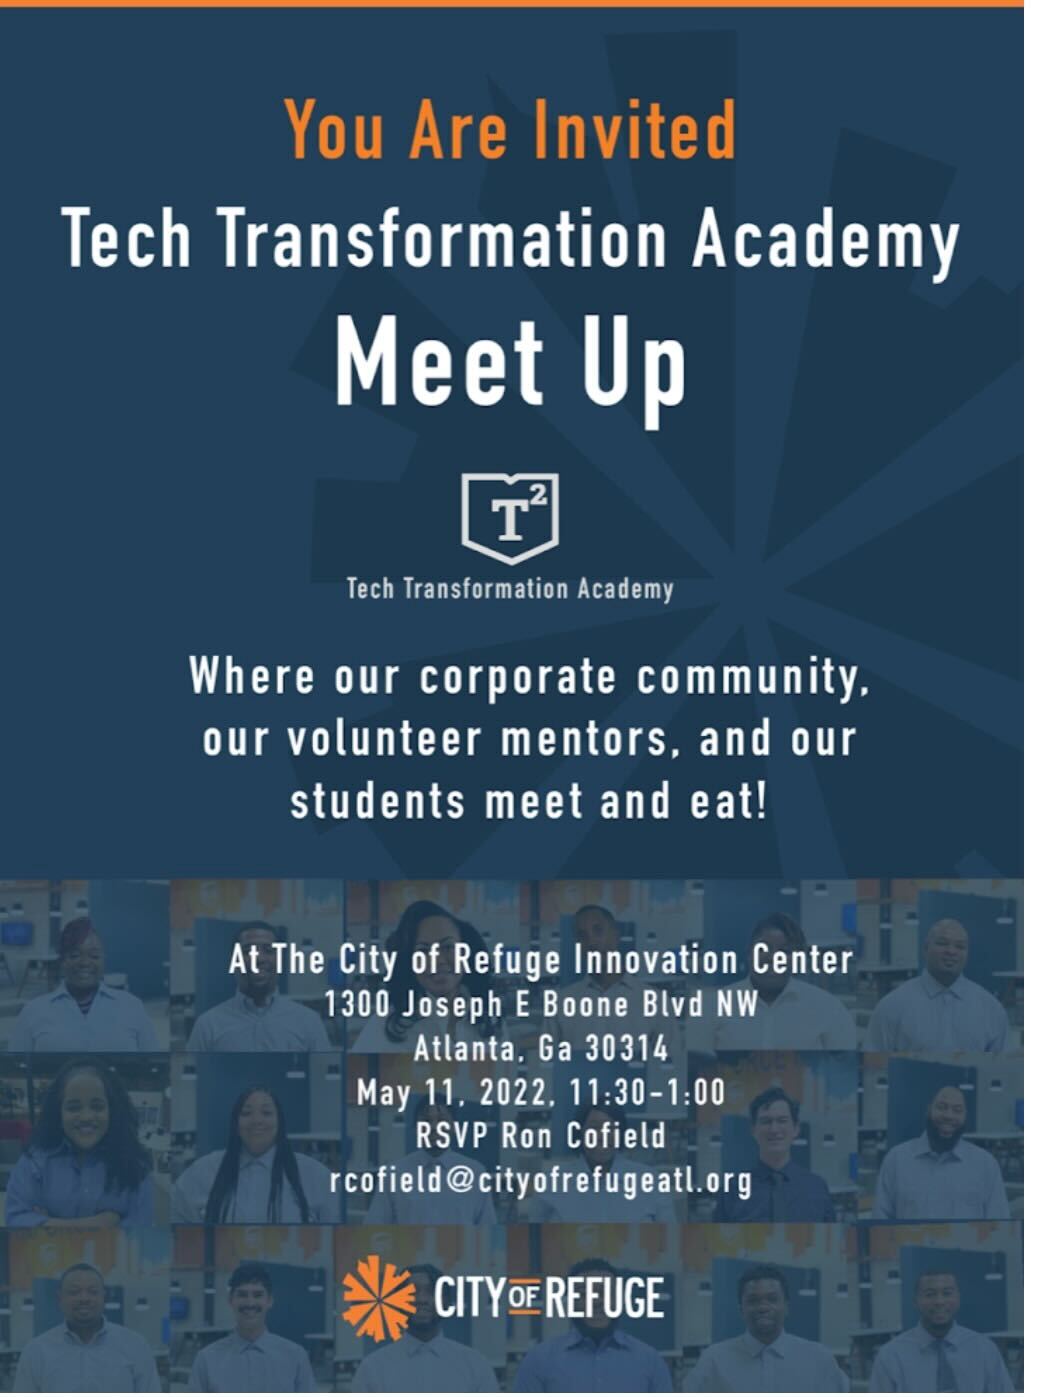 You Are Invited
Tech Transformation Academy
Meet Up
T²
Tech Transformation Academy
Where our corporate community,
our volunteer mentors, and our
students meet and eat!
At The City of Refuge Innovation Center
1300 Joseph E Boone Blvd NW
Atlanta, Ga 30314
May 11, 2022, 11:30-1:00
RSVP Ron Cofield
rcofield@cityofrefugeatl.org
CITY OF REFUGE